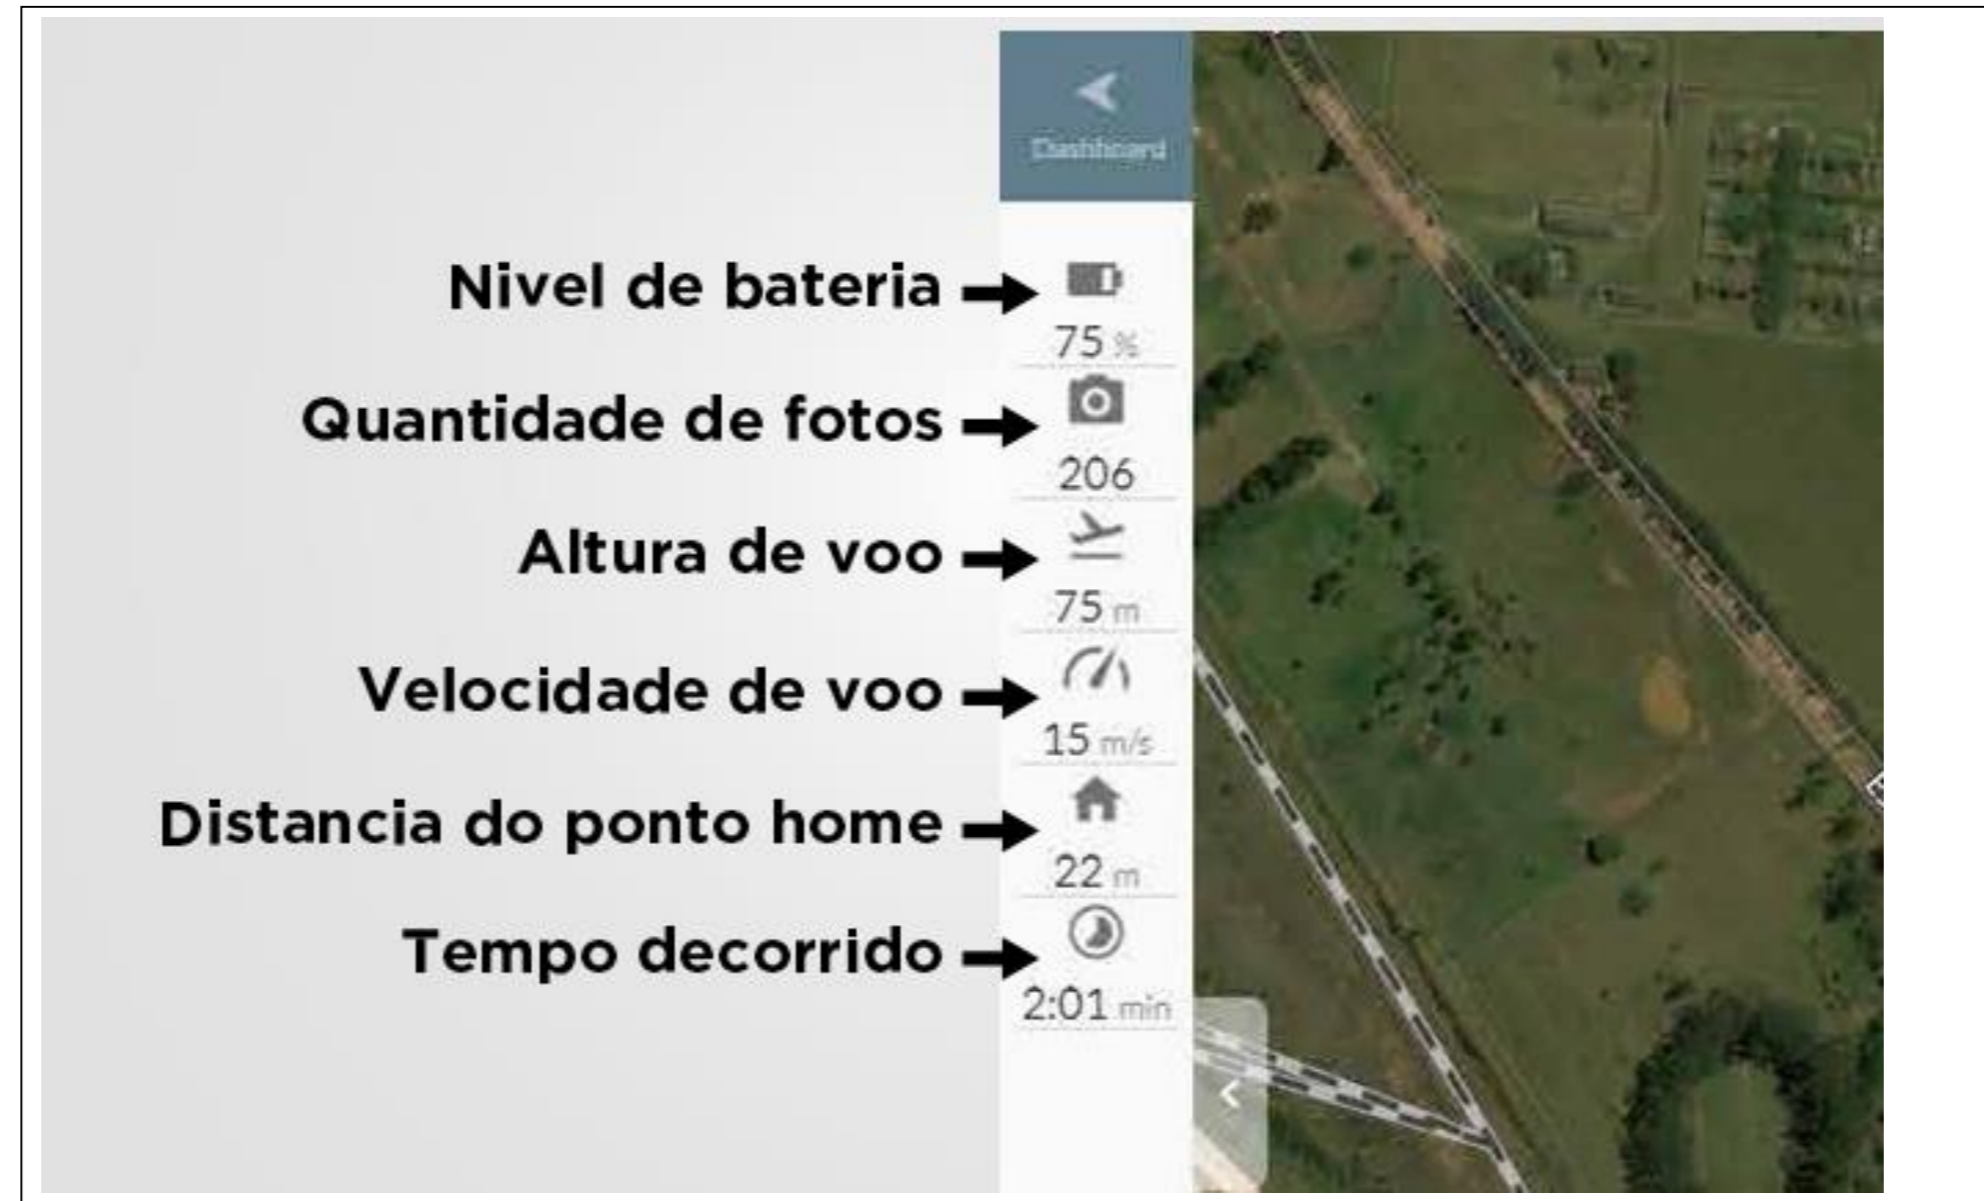 Dashboard
Nivel de bateria
75 %
Quantidade de fotos
206
Altura de voo
75 m
Velocidade de voo
15 m/s
Distancia do ponto home
22 m
Tempo decorrido
2:01 min